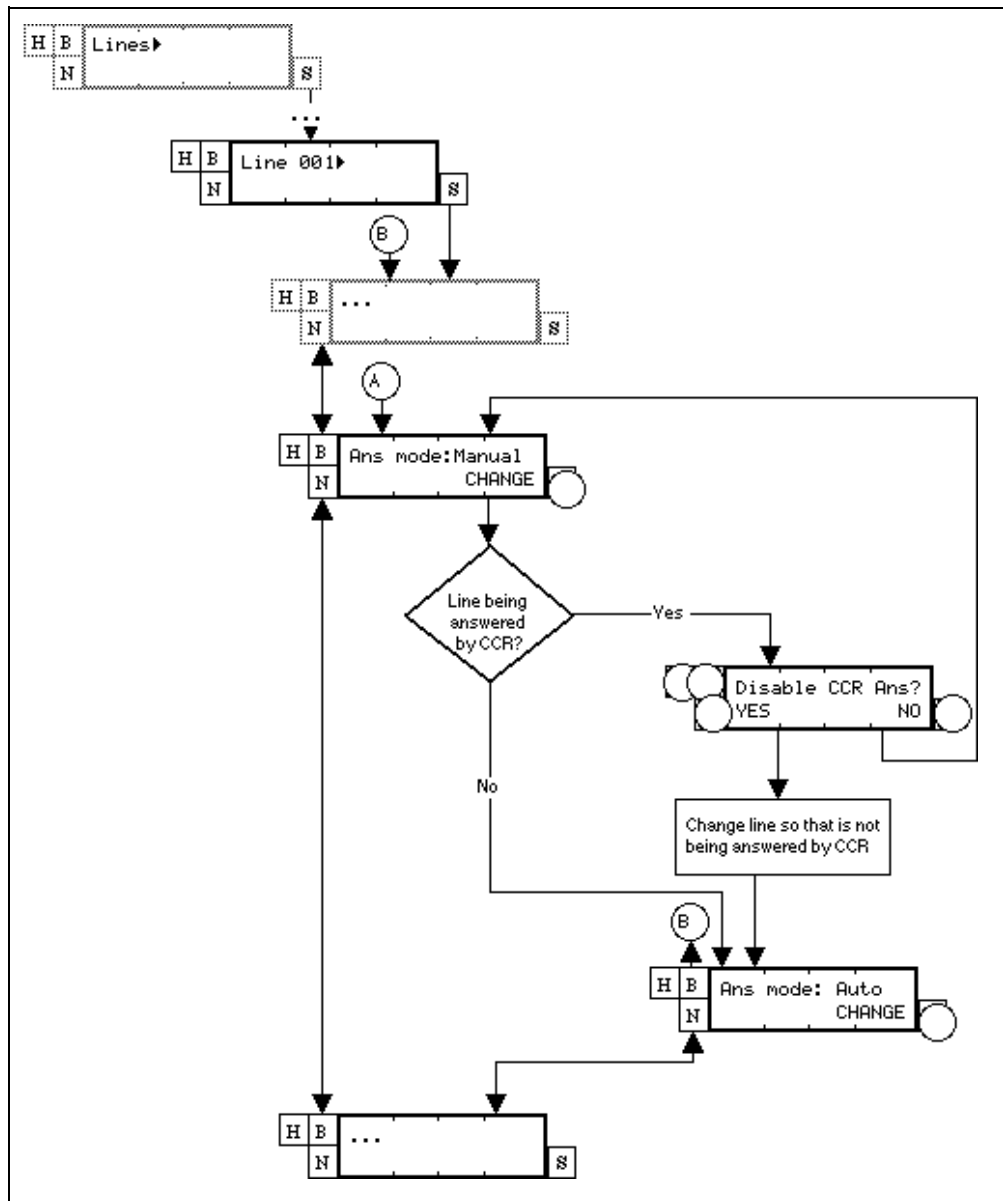 H B Lines▶
N S
...
H B Line 001▶
N S
B
H B ...
N S
A
H B Ans mode:Manual
N CHANGE
Line being
answered
by CCR?
Yes
Disable CCR Ans?
YES NO
No
Change line so that is not
being answered by CCR
B
H B Ans mode: Auto
N CHANGE
H B ...
N S